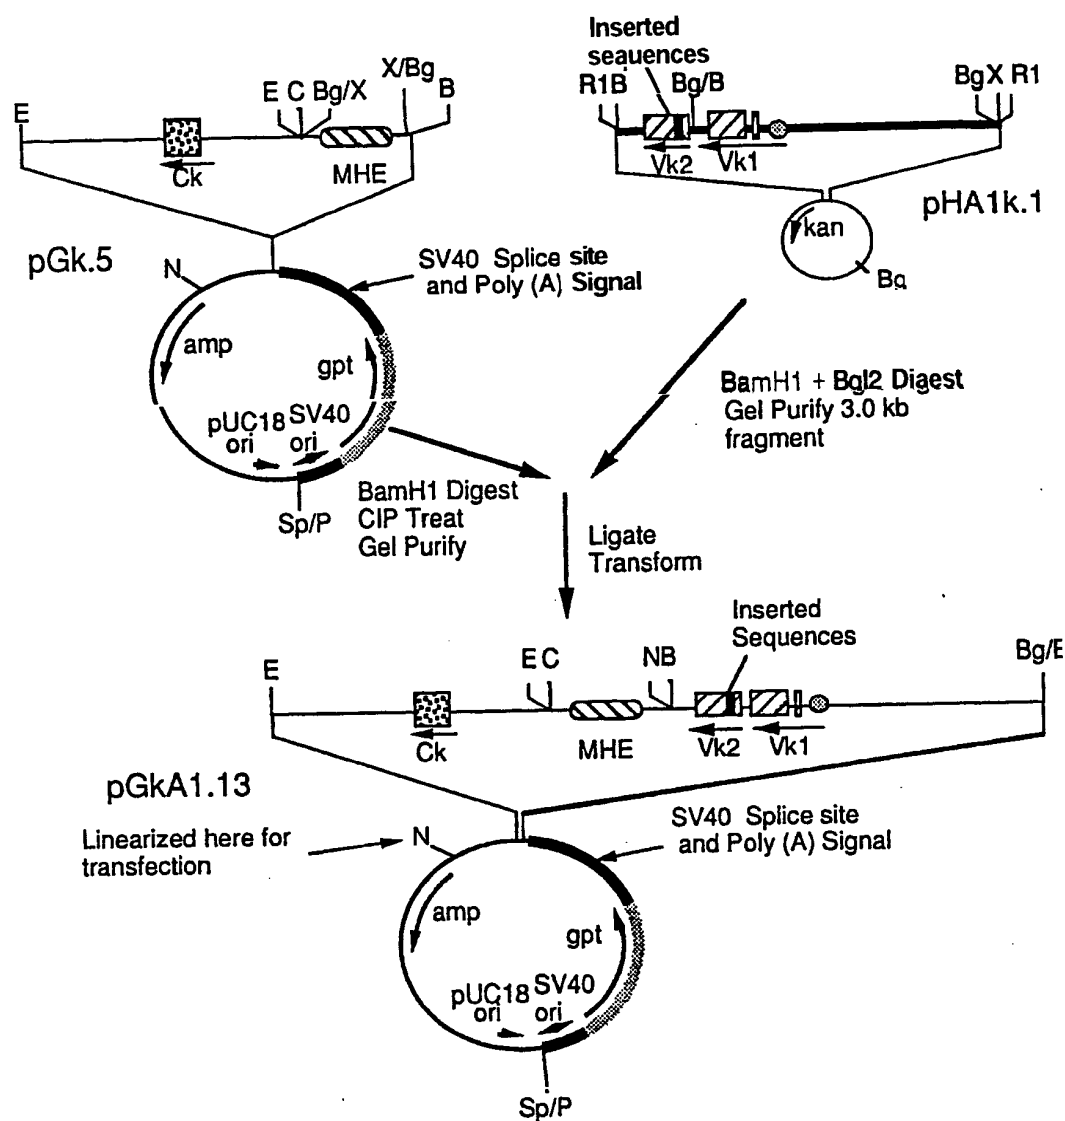 Inserted
seauences
X/Bg
E C Bg/X
B
R1B
Bg/B
Bg X R1
E
Ck
MHE
Vk2
Vk1
pHA1k.1
kan
pGk.5
N
SV40 Splice site
and Poly (A) Signal
Bg
amp
gpt
BamH1 + Bgl2 Digest
Gel Purify 3.0 kb
fragment
pUC18 SV40
ori ori
BamH1 Digest
CIP Treat
Gel Purify
Sp/P
Ligate
Transform
Inserted
Sequences
E
E C
NB
Bg/E
Ck
MHE
Vk2
Vk1
pGkA1.13
SV40 Splice site
and Poly (A) Signal
Linearized here for
transfection
N
amp
gpt
pUC18 SV40
ori ori
Sp/P